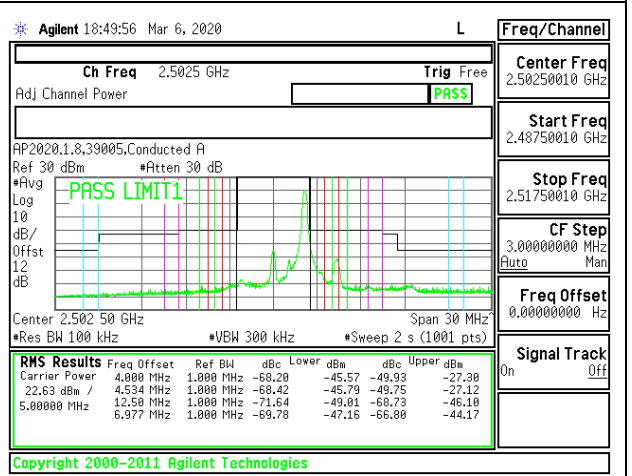 Agilent 18:49:56 Mar 6, 2020 L
Ch Freq 2.5025 GHz Trig Free
Adj Channel Power PASS
AP2020.1.8,39005,Conducted A
Ref 30 dBm #Atten 30 dB
#Avg
Log
10
dB/
Offst
12
dB
PASS LIMIT1
Center 2.502 50 GHz Span 30 MHz
#Res BW 100 kHz #VBW 300 kHz #Sweep 2 s (1001 pts)
RMS Results Freq Offset Ref BW dBc Lower dBm dBc Upper dBm
Carrier Power 4.000 MHz 1.000 MHz -68.20 -45.57 -49.93 -27.30
22.63 dBm / 4.534 MHz 1.000 MHz -68.42 -45.79 -49.75 -27.12
5.00000 MHz 12.50 MHz 1.000 MHz -71.64 -49.01 -68.73 -46.10
6.977 MHz 1.000 MHz -69.78 -47.16 -66.80 -44.17
Copyright 2000-2011 Agilent Technologies
Freq/Channel
Center Freq
2.50250010 GHz
Start Freq
2.48750010 GHz
Stop Freq
2.51750010 GHz
CF Step
3.00000000 MHz
Auto Man
Freq Offset
0.00000000 Hz
Signal Track
On Off